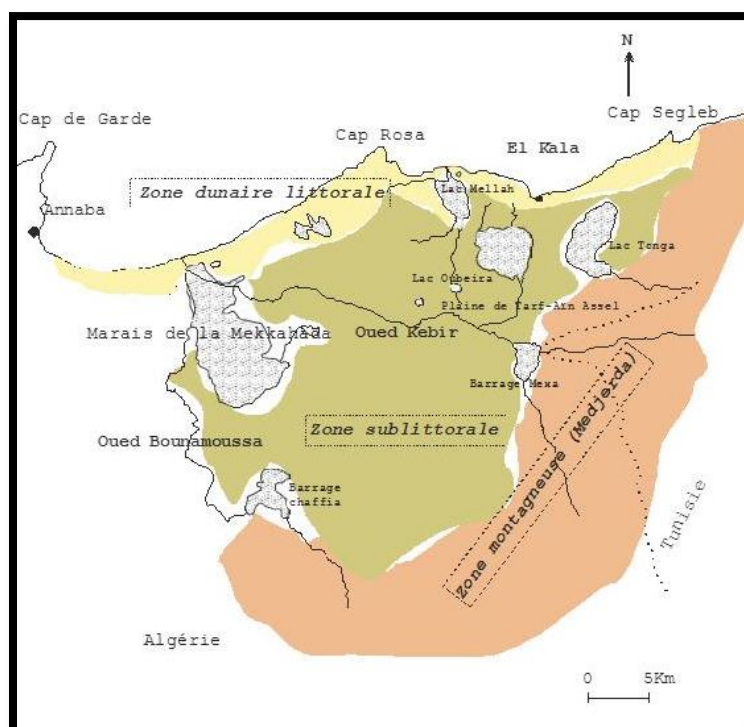 N
Cap de Garde
Cap Segleb
Cap Rosa
El Kala
Zone dunaire littorale
Lac Mellah
Annaba
Lac Tonga
Lac Oubeira
Plaine de Tarf-Arn Assel
Marais de la Mekkahada
Oued Kebir
Barrage Mexa
Oued Bounamoussa
Zone sublittorale
Barrage
chaffia
Zone montagneuse (Medjerda)
Tunisie
Algérie
0 5Km